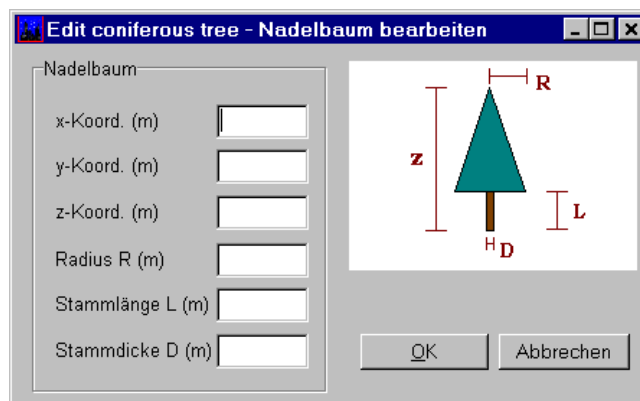 Edit coniferous tree - Nadelbaum bearbeiten
Nadelbaum
x-Koord. (m)
y-Koord. (m)
z-Koord. (m)
Radius R (m)
Stammlänge L (m)
Stammdicke D (m)
R
z
L
D
OK
Abbrechen